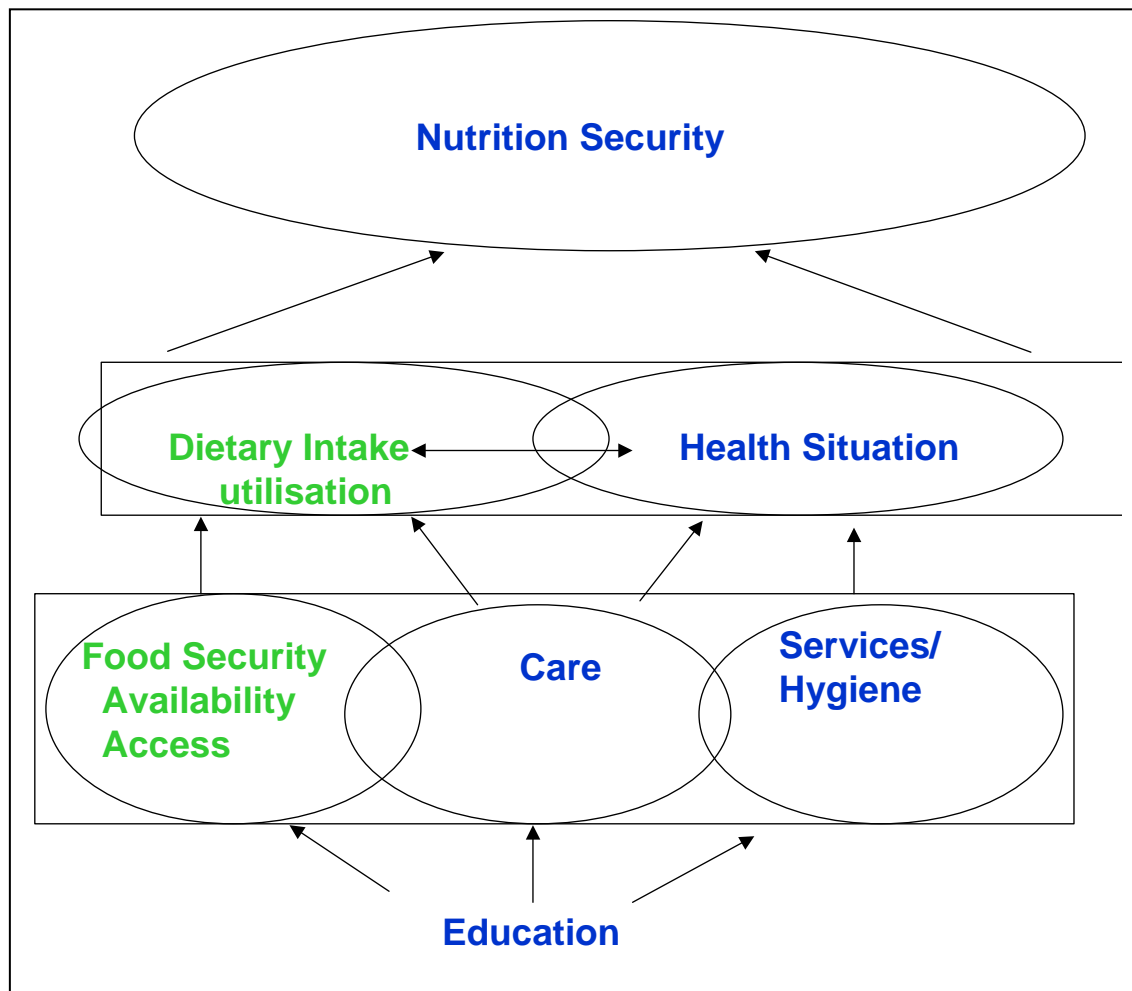 Nutrition Security
Dietary Intake
utilisation
Health Situation
Food Security
Availability
Access
Care
Services/
Hygiene
Education